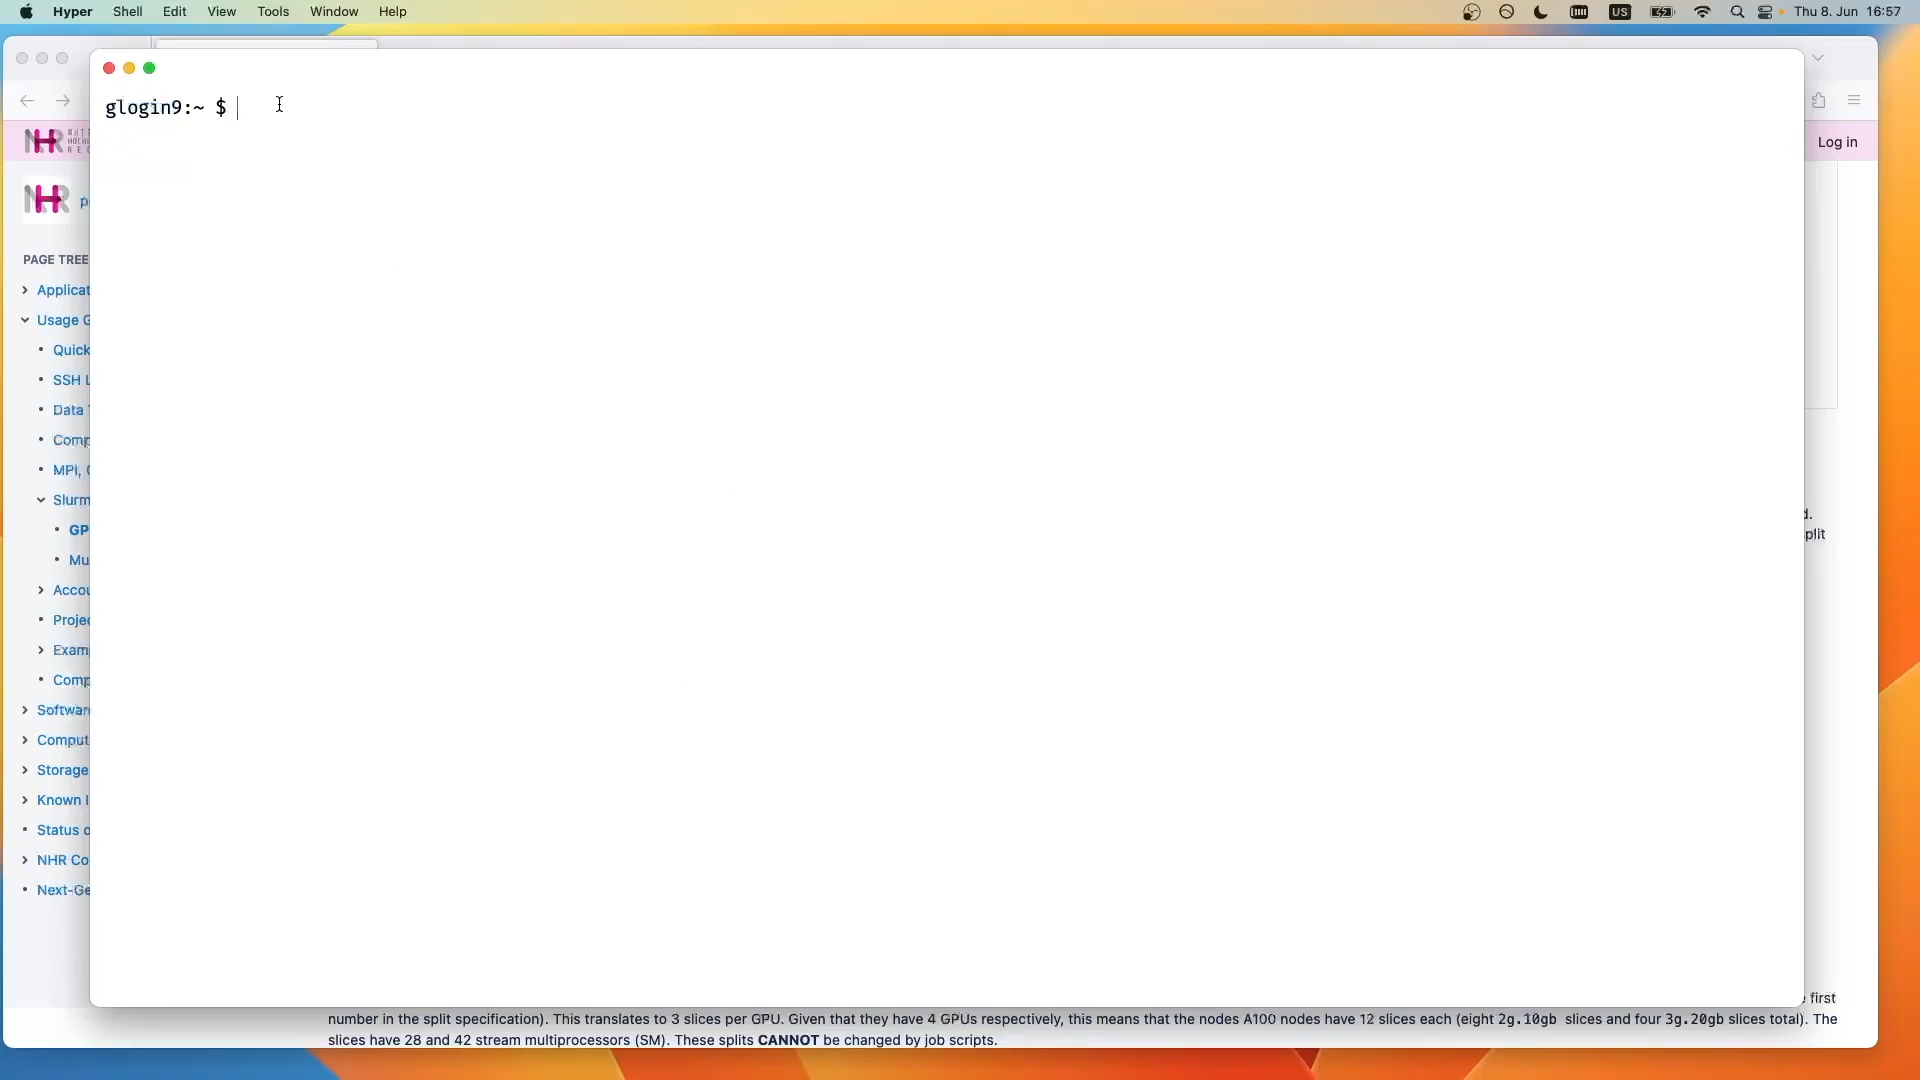 Hyper Shell Edit View Tools Window Help US Thu 8. Jun 16:57
glogin9:~ $
NHR
Log in
NHR
PAGE TREE
Applicat
Usage G
Quick
SSH L
Data
Comp
MPI, C
Slurm
GP
Mu
Accou
Projec
Exam
Comp
Softwar
Comput
Storage
Known I
Status o
NHR Co
Next-Ge
d.
split
first
number in the split specification). This translates to 3 slices per GPU. Given that they have 4 GPUs respectively, this means that the nodes A100 nodes have 12 slices each (eight 2g.10gb slices and four 3g.20gb slices total). The
slices have 28 and 42 stream multiprocessors (SM). These splits CANNOT be changed by job scripts.